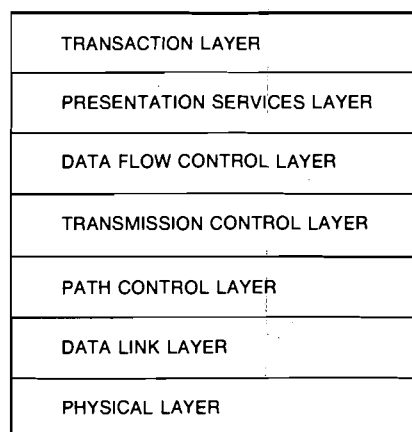 TRANSACTION LAYER
PRESENTATION SERVICES LAYER
DATA FLOW CONTROL LAYER
TRANSMISSION CONTROL LAYER
PATH CONTROL LAYER
DATA LINK LAYER
PHYSICAL LAYER